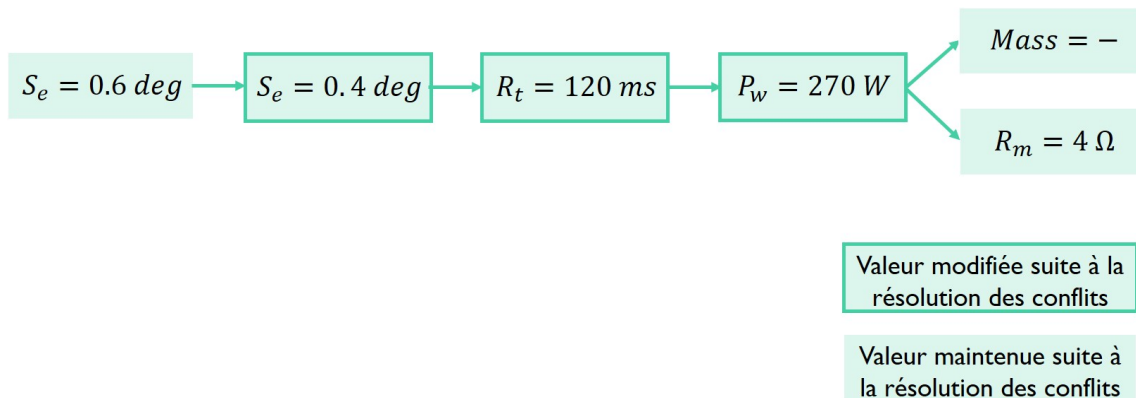 S_e = 0.6 deg
S_e = 0.4 deg
R_t = 120 ms
P_w = 270 W
Mass = −
R_m = 4 Ω
Valeur modifiée suite à la
résolution des conflits
Valeur maintenue suite à
la résolution des conflits